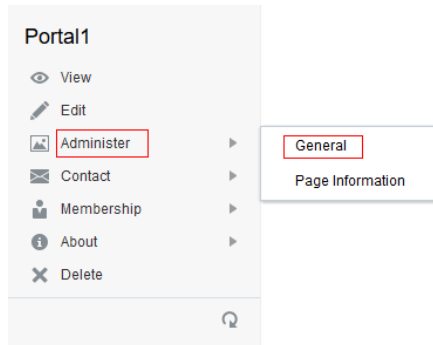 Portal1
View
Edit
Administer
General
Contact
Page Information
Membership
About
Delete